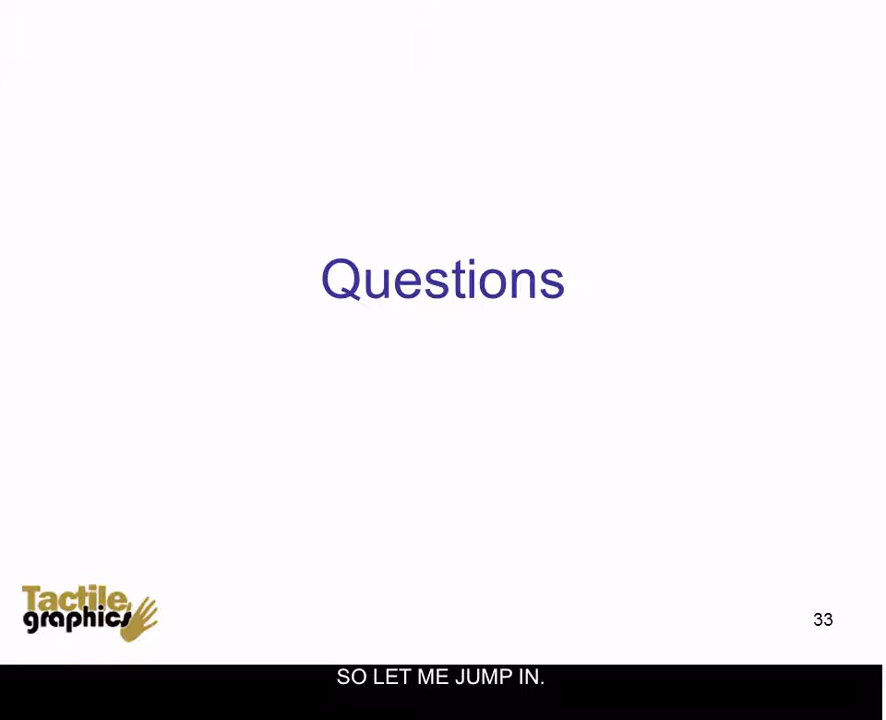 Questions
Tactile
graphics
33
SO LET ME JUMP IN.